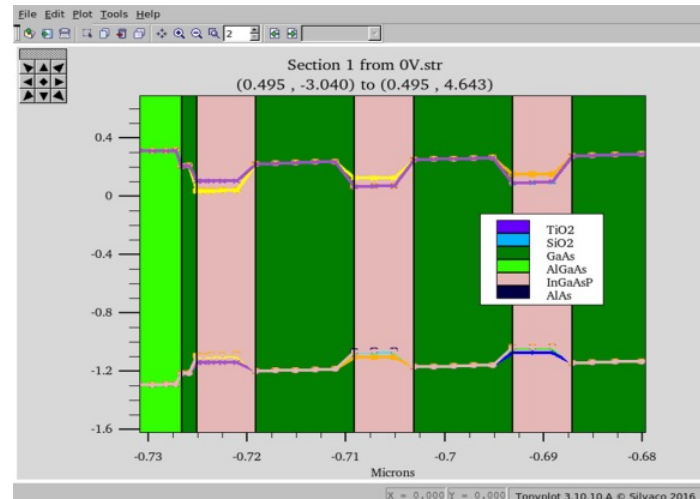 File Edit Plot Tools Help
2
Section 1 from 0V.str
(0.495 , -3.040) to (0.495 , 4.643)
0.4
0
-0.4
-0.8
-1.2
-1.6
TiO2
SiO2
GaAs
AlGaAs
InGaAsP
AlAs
-0.73 -0.72 -0.71 -0.7 -0.69 -0.68
Microns
X = 0.000 Y = 0.000 Tonyplot 3.10.10.A © Silvaco 2016